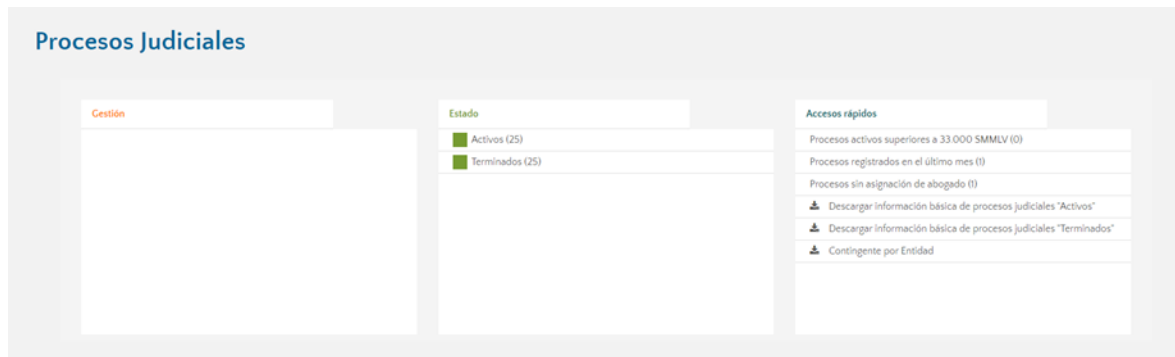 Procesos Judiciales
Gestión
Estado
Activos (25)
Terminados (25)
Accesos rápidos
Procesos activos superiores a 33.000 SMMLV (0)
Procesos registrados en el último mes (1)
Procesos sin asignación de abogado (1)
Descargar información básica de procesos judiciales "Activos"
Descargar información básica de procesos judiciales "Terminados"
Contingente por Entidad